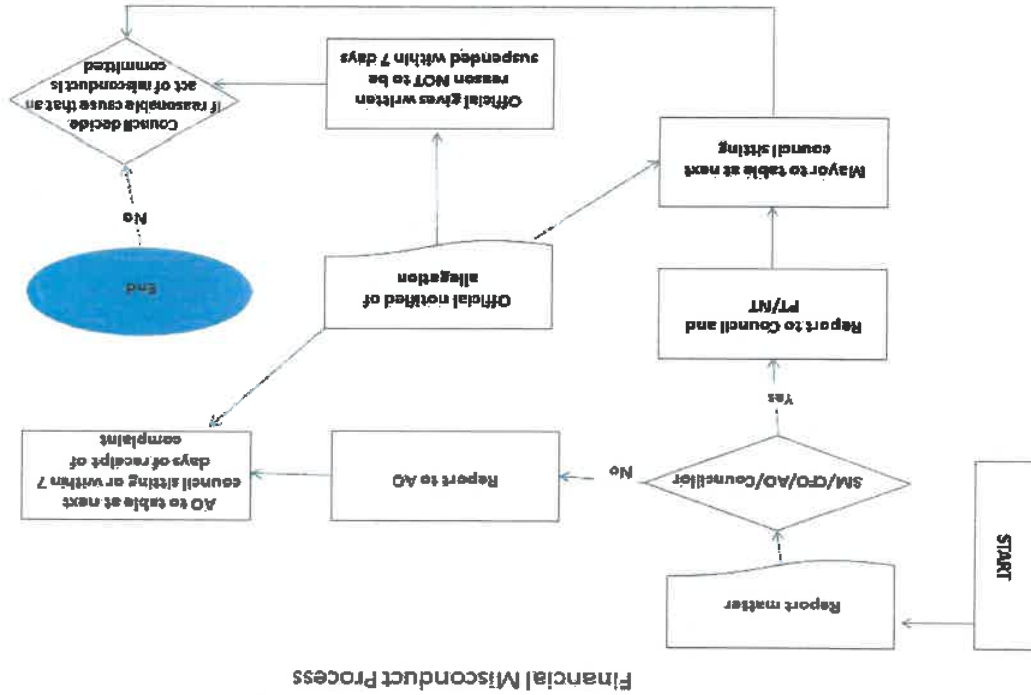 Financial Misconduct Process
START
Report matter
SM/CFO/AO/Councillor
No
Report to AO
AO to table at next
council sitting or within 7
days of receipt of
complaint
Yes
Report to Council and
PT/NT
Official notified of
allegation
End
No
Mayor to table at next
council sitting
Official gives written
reason NOT to be
suspended within 7 days
Council decide
if reasonable cause that an
act of misconduct is
committed